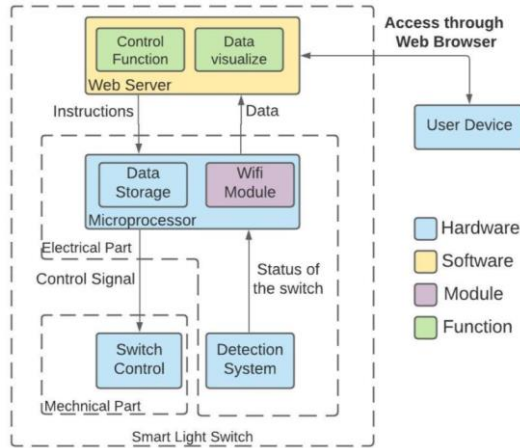 Control
Function
Data
visualize
Web Server
Access through
Web Browser
Instructions
Data
User Device
Data
Storage
Wifi
Module
Microprocessor
Electrical Part
Control Signal
Status of
the switch
Switch
Control
Detection
System
Mechnical Part
Smart Light Switch
Hardware
Software
Module
Function